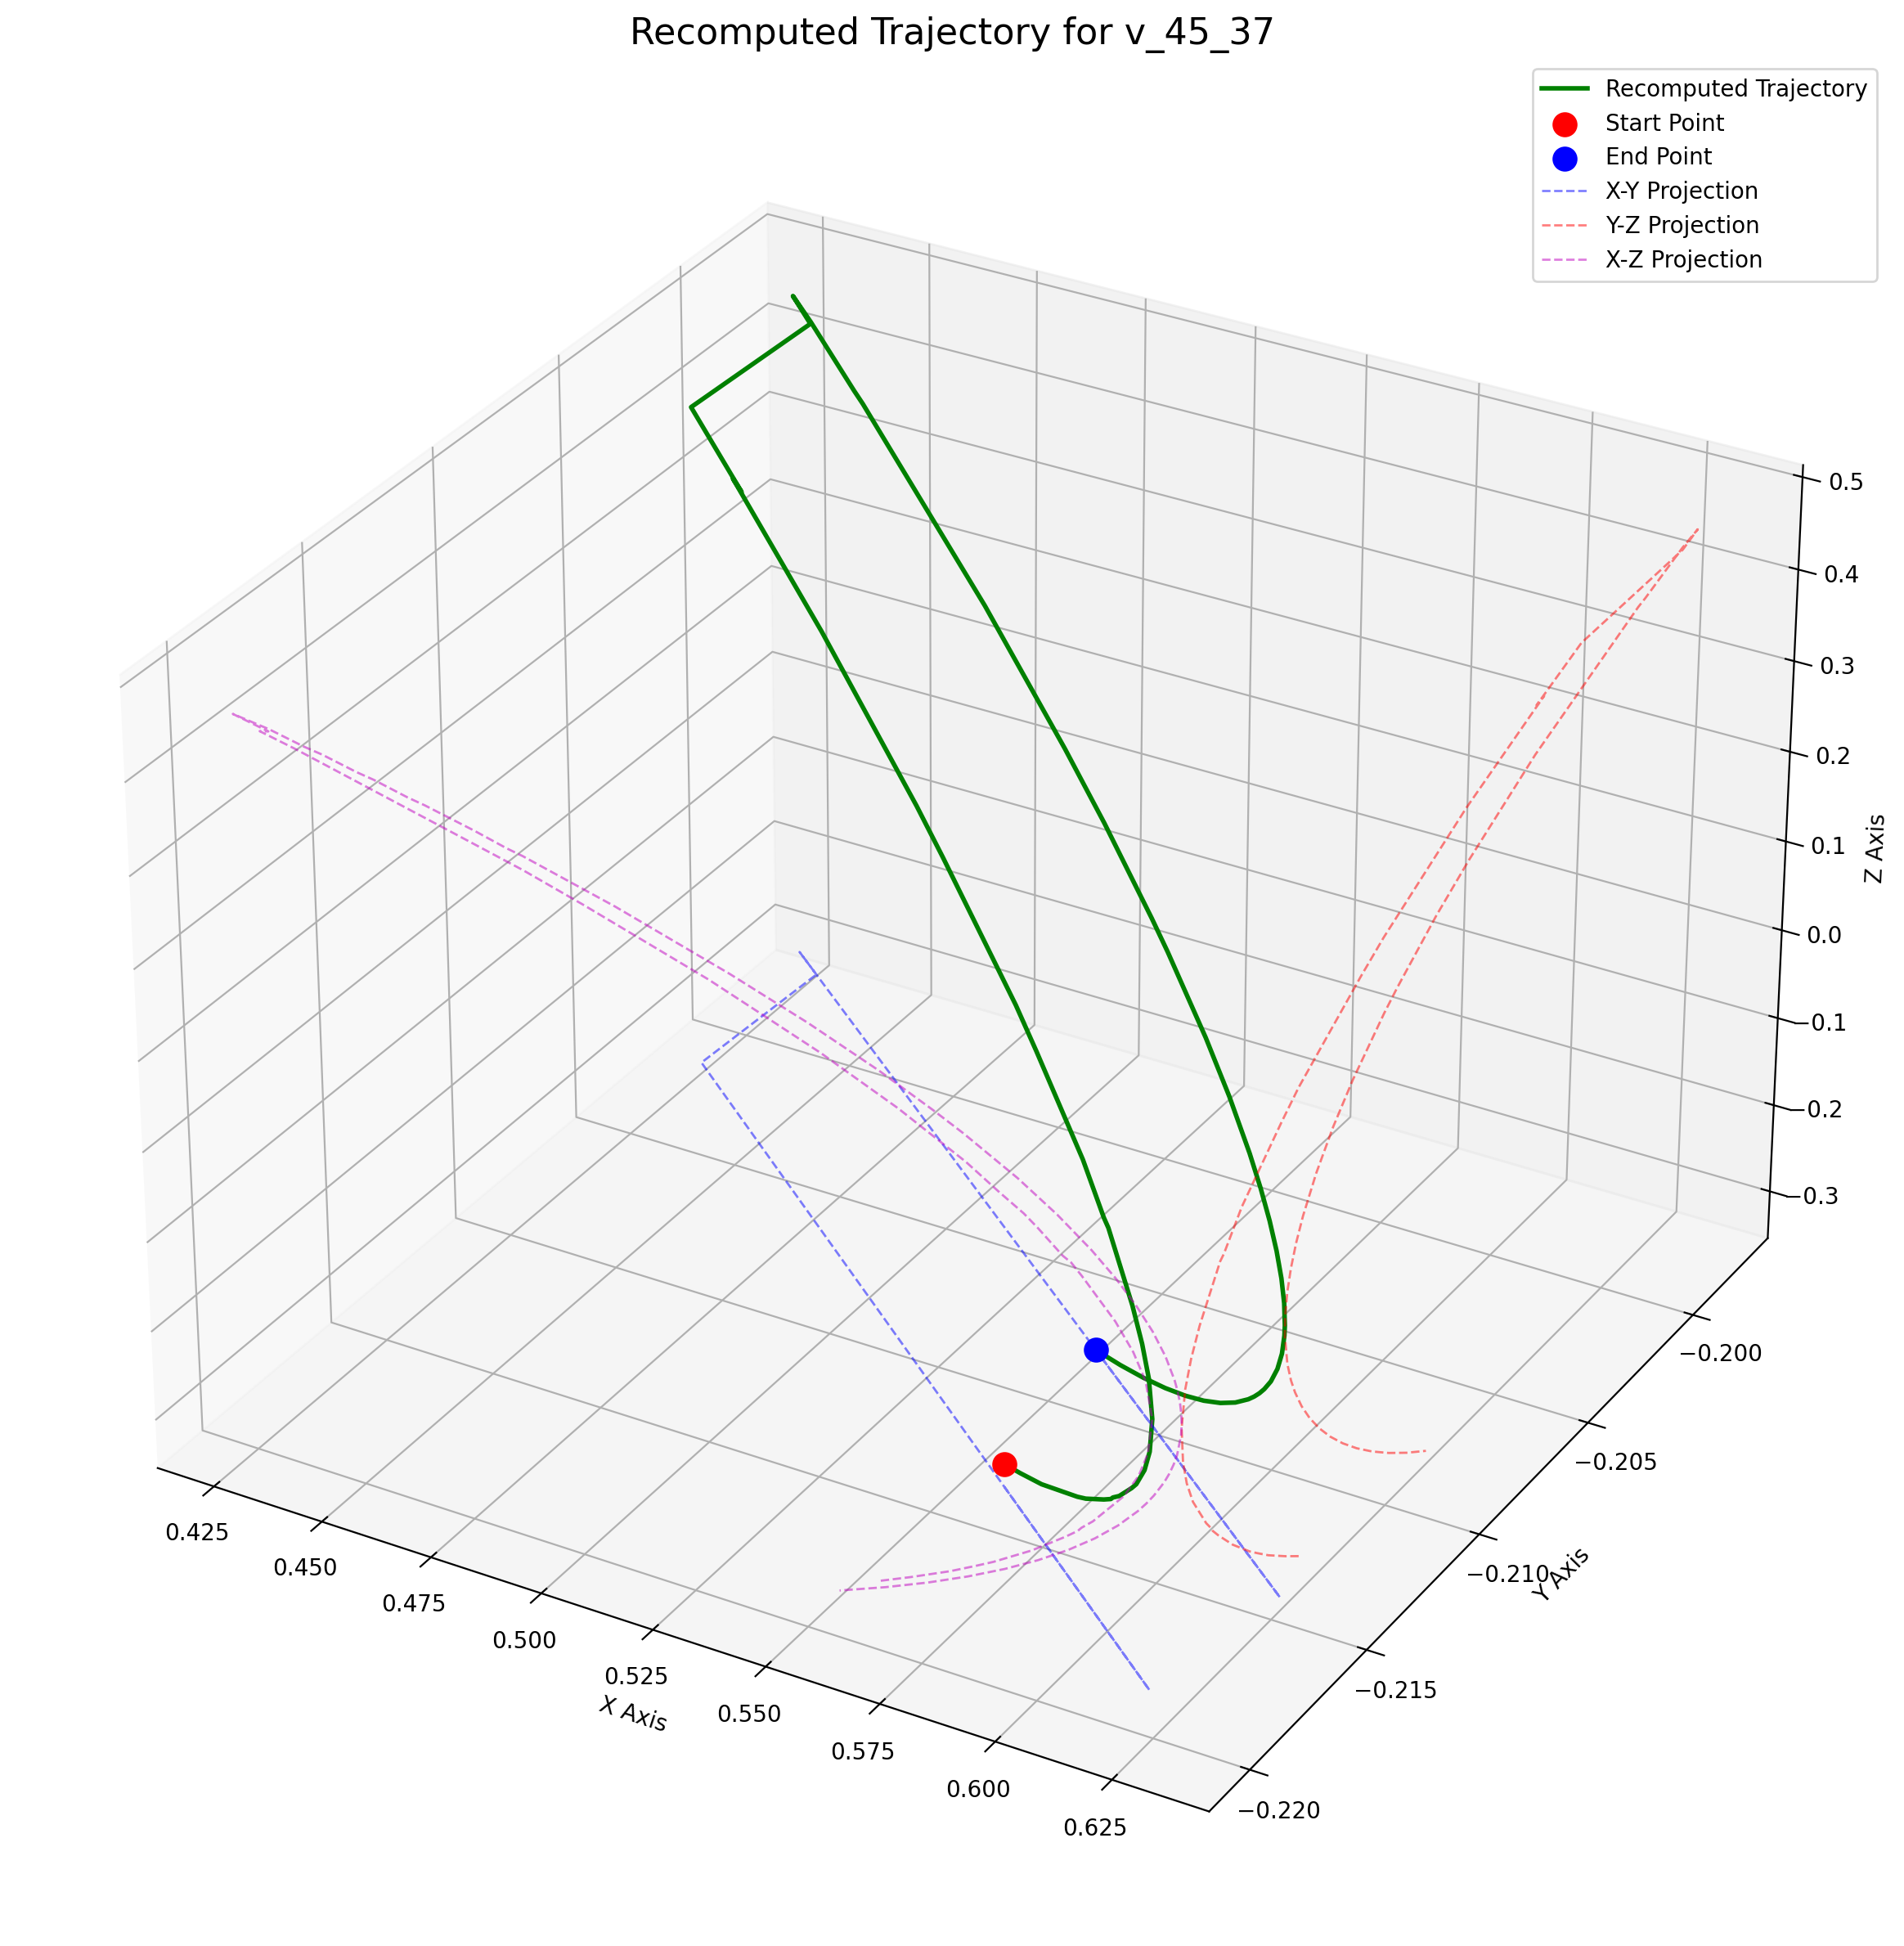 Recomputed Trajectory for v_45_37
Recomputed Trajectory
Start Point
End Point
X-Y Projection
Y-Z Projection
X-Z Projection
0.5
0.4
0.3
0.2
0.1
0.0
−0.1
−0.2
−0.3
Z Axis
−0.200
−0.205
−0.210
−0.215
−0.220
Y Axis
0.425
0.450
0.475
0.500
0.525
0.550
0.575
0.600
0.625
X Axis